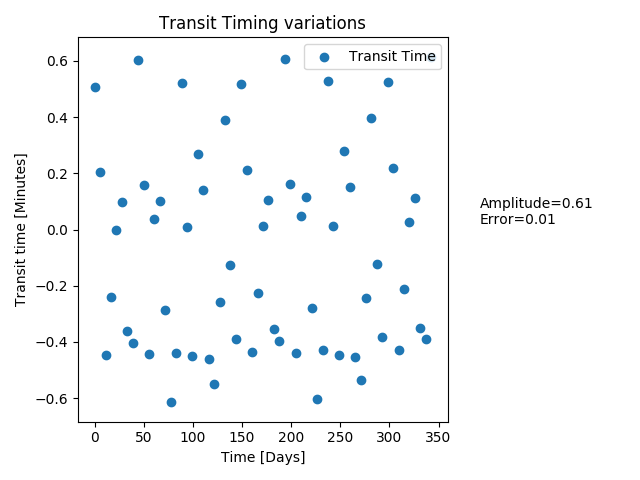 Transit Timing variations
Transit Time
Transit time [Minutes]
0.6
0.4
0.2
0.0
−0.2
−0.4
−0.6
0
50
100
150
200
250
300
350
Time [Days]
Amplitude=0.61
Error=0.01